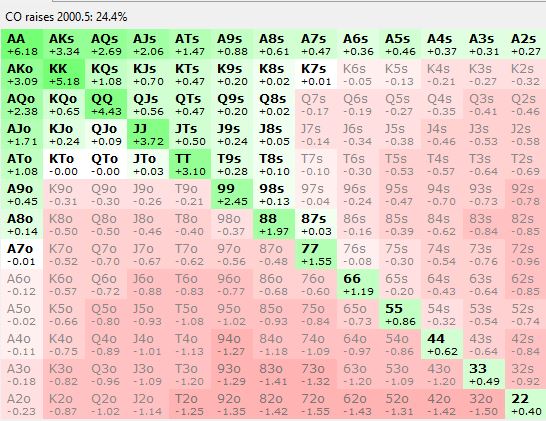 CO raises 2000.5: 24.4%
AA AKs AQs AJs ATs A9s A8s A7s A6s A5s A4s A3s A2s
+6.18 +3.34 +2.69 +2.06 +1.47 +0.88 +0.61 +0.47 +0.36 +0.46 +0.37 +0.31 +0.27
AKo KK KQs KJs KTs K9s K8s K7s K6s K5s K4s K3s K2s
+3.09 +5.18 +1.08 +0.70 +0.47 +0.20 +0.02 +0.01 -0.05 -0.13 -0.21 -0.27 -0.32
AQo KQo QQ QJs QTs Q9s Q8s Q7s Q6s Q5s Q4s Q3s Q2s
+2.38 +0.65 +4.43 +0.56 +0.47 +0.20 +0.02 -0.17 -0.19 -0.27 -0.35 -0.41 -0.46
AJo KJo QJo JJ JTs J9s J8s J7s J6s J5s J4s J3s J2s
+1.71 +0.24 +0.09 +3.72 +0.50 +0.24 +0.05 -0.14 -0.34 -0.38 -0.46 -0.53 -0.58
ATo KTo QTo JTo TT T9s T8s T7s T6s T5s T4s T3s T2s
+1.08 -0.00 -0.00 +0.03 +3.10 +0.28 +0.10 -0.10 -0.30 -0.53 -0.57 -0.64 -0.69
A9o K9o Q9o J9o T9o 99 98s 97s 96s 95s 94s 93s 92s
+0.45 -0.31 -0.30 -0.26 -0.21 +2.45 +0.13 -0.04 -0.24 -0.47 -0.70 -0.73 -0.78
A8o K8o Q8o J8o T8o 98o 88 87s 86s 85s 84s 83s 82s
+0.14 -0.50 -0.50 -0.46 -0.40 -0.37 +1.97 +0.03 -0.16 -0.39 -0.62 -0.84 -0.85
A7o K7o Q7o J7o T7o 97o 87o 77 76s 75s 74s 73s 72s
-0.01 -0.52 -0.70 -0.67 -0.62 -0.56 -0.48 +1.55 -0.08 -0.30 -0.54 -0.76 -0.96
A6o K6o Q6o J6o T6o 96o 86o 76o 66 65s 64s 63s 62s
-0.12 -0.57 -0.72 -0.88 -0.83 -0.77 -0.68 -0.60 +1.19 -0.20 -0.43 -0.64 -0.85
A5o K5o Q5o J5o T5o 95o 85o 75o 65o 55 54s 53s 52s
-0.02 -0.66 -0.80 -0.93 -1.08 -1.02 -0.93 -0.84 -0.73 +0.86 -0.32 -0.54 -0.74
A4o K4o Q4o J4o T4o 94o 84o 74o 64o 54o 44 43s 42s
-0.11 -0.75 -0.89 -1.01 -1.13 -1.27 -1.18 -1.09 -0.97 -0.86 +0.62 -0.64 -0.84
A3o K3o Q3o J3o T3o 93o 83o 73o 63o 53o 43o 33 32s
-0.18 -0.82 -0.96 -1.09 -1.20 -1.29 -1.41 -1.32 -1.20 -1.09 -1.20 +0.49 -0.92
A2o K2o Q2o J2o T2o 92o 82o 72o 62o 52o 42o 32o 22
-0.23 -0.87 -1.02 -1.14 -1.25 -1.35 -1.42 -1.55 -1.43 -1.31 -1.42 -1.50 +0.40